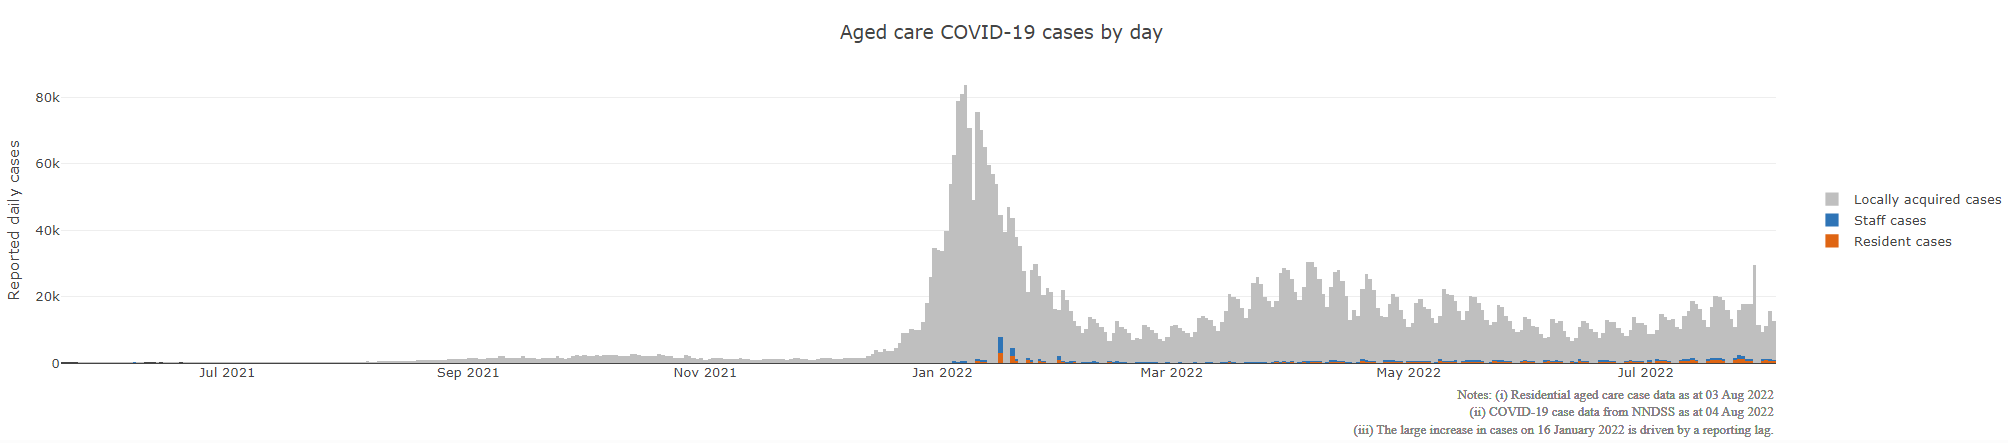 Aged care COVID-19 cases by day
Reported daily cases
80k
60k
40k
20k
0
Jul 2021
Sep 2021
Nov 2021
Jan 2022
Mar 2022
May 2022
Jul 2022
Locally acquired cases
Staff cases
Resident cases
Notes: (i) Residential aged care case data as at 03 Aug 2022
(ii) COVID-19 case data from NNDSS as at 04 Aug 2022
(iii) The large increase in cases on 16 January 2022 is driven by a reporting lag.